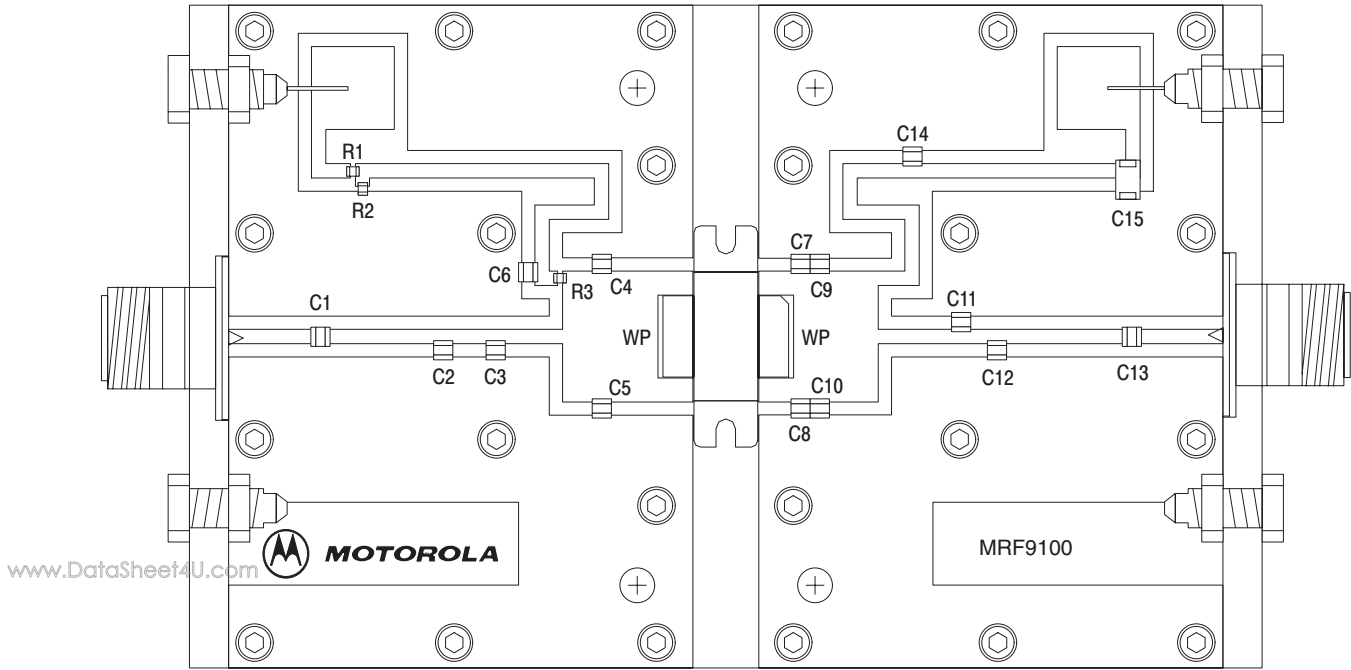 C14
R1
R2
C15
C7
C6
R3
C4
C9
C1
C11
WP
WP
C2
C3
C12
C13
C5
C10
C8
MOTOROLA
MRF9100
www.DataSheet4U.com